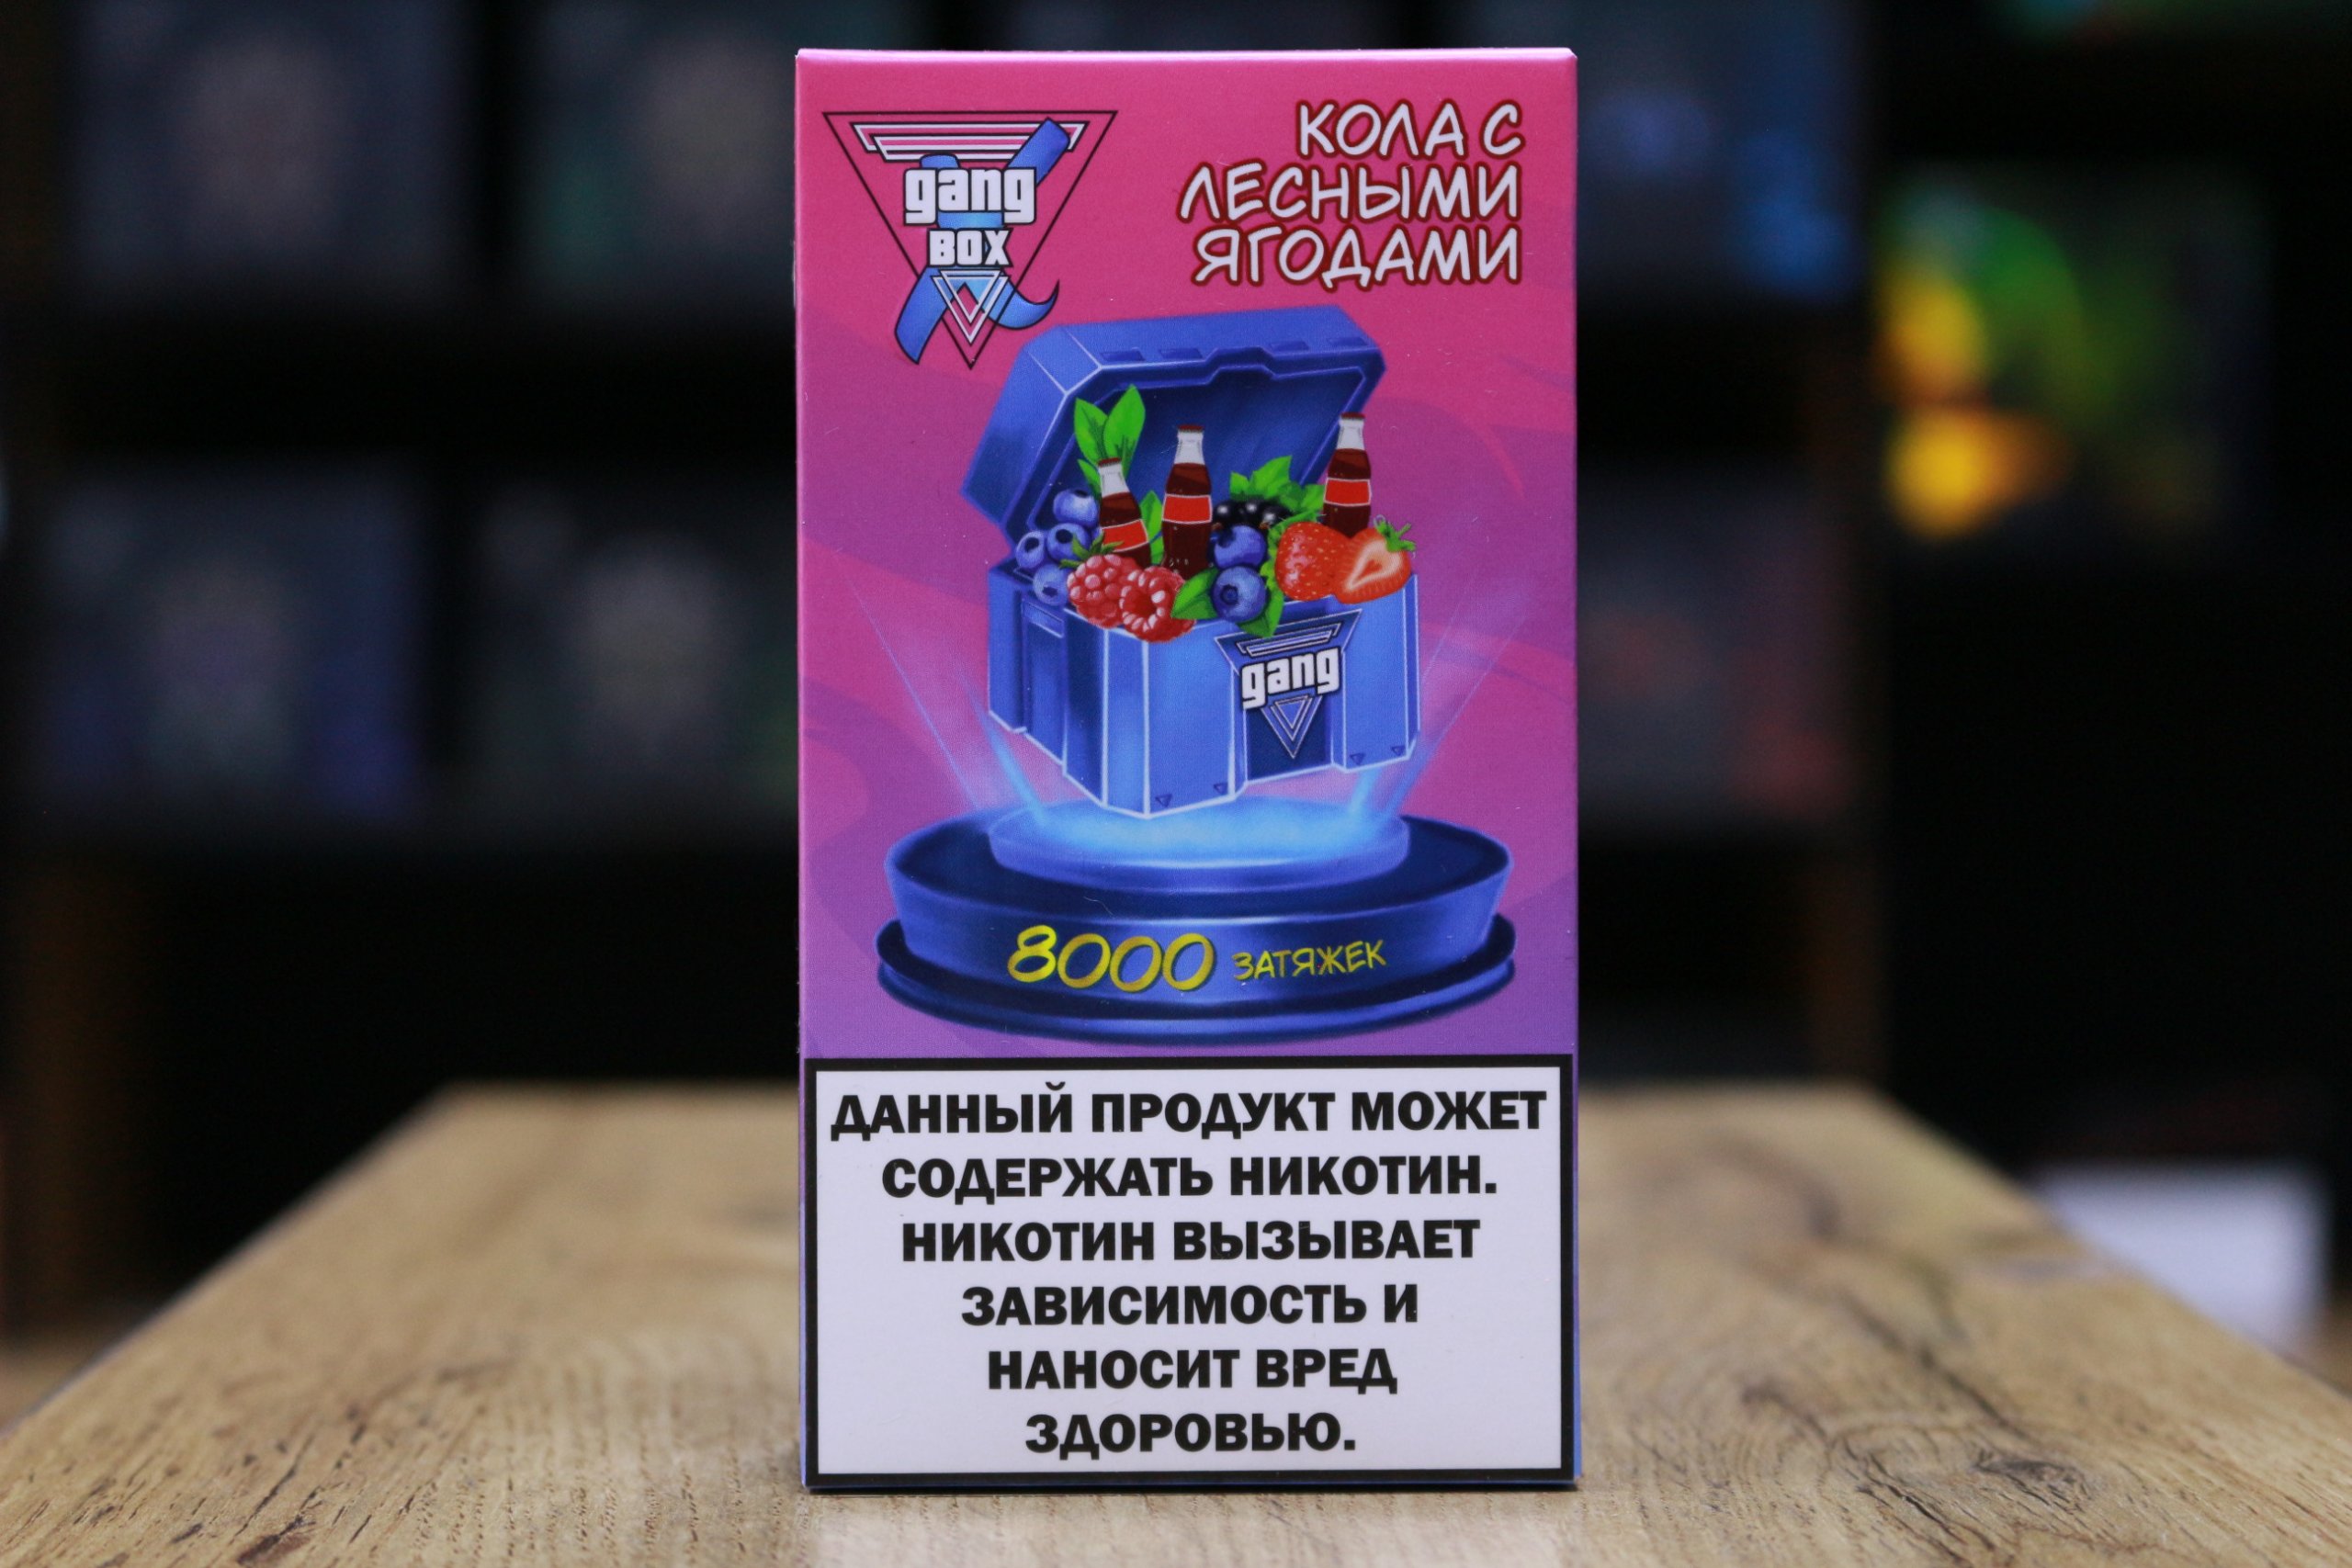 gang
BOX
КОЛА С
ЛЕСНЫМИ
ЯГОДАМИ
gang
8000 ЗАТЯЖЕК
ДАННЫЙ ПРОДУКТ МОЖЕТ
СОДЕРЖАТЬ НИКОТИН.
НИКОТИН ВЫЗЫВАЕТ
ЗАВИСИМОСТЬ И
НАНОСИТ ВРЕД
ЗДОРОВЬЮ.